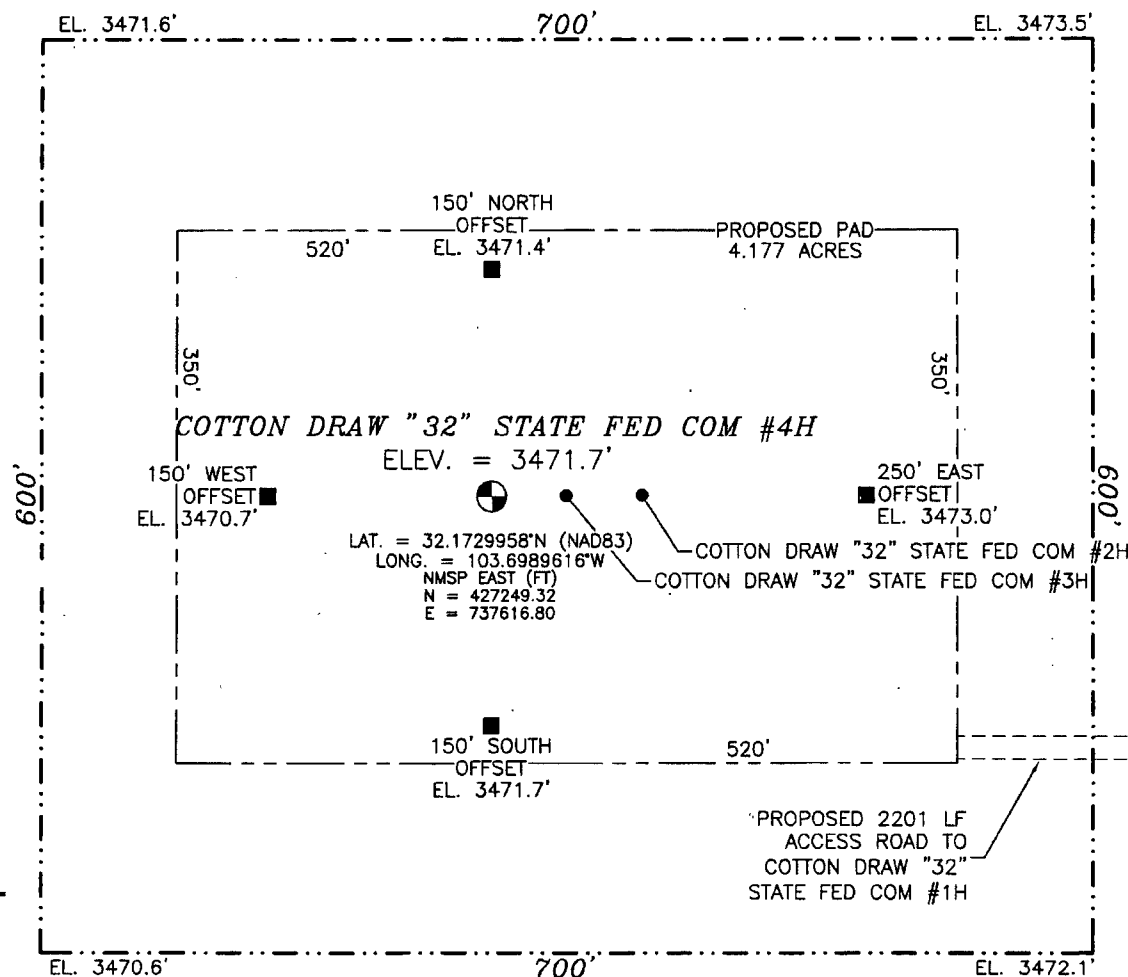 EL. 3471.6'
700'
EL. 3473.5'
150' NORTH
OFFSET
EL. 3471.4'
520'
PROPOSED PAD
4.177 ACRES
350'
350'
COTTON DRAW "32" STATE FED COM #4H
ELEV. = 3471.7'
150' WEST
OFFSET
EL. 3470.7'
250' EAST
OFFSET
EL. 3473.0'
600'
600'
LAT. = 32.1729958°N (NAD83)
LONG. = 103.6989616°W
NMSP EAST (FT)
N = 427249.32
E = 737616.80
COTTON DRAW "32" STATE FED COM #2H
COTTON DRAW "32" STATE FED COM #3H
150' SOUTH
OFFSET
EL. 3471.7'
520'
PROPOSED 2201 LF
ACCESS ROAD TO
COTTON DRAW "32"
STATE FED COM #1H
EL. 3470.6'
700'
EL. 3472.1'